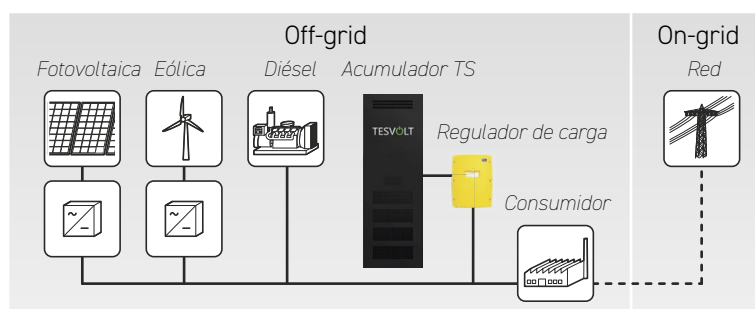 Off-grid
On-grid
Fotovoltaica
Eólica
Diésel
Acumulador TS
Red
TESVOLT
Regulador de carga
Consumidor